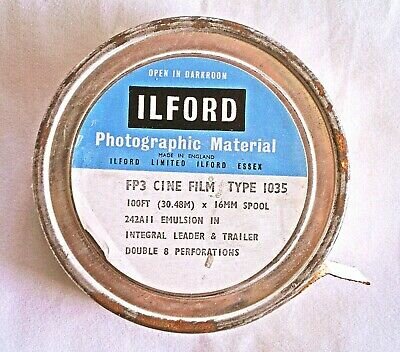 OPEN IN DARKROOM
ILFORD
Photographic Material
MADE IN ENGLAND
ILFORD LIMITED ILFORD ESSEX
FP3 CINE FILM TYPE 1035
100FT (30.48M) x 16MM SPOOL
242A11 EMULSION IN
INTEGRAL LEADER & TRAILER
DOUBLE 8 PERFORATIONS